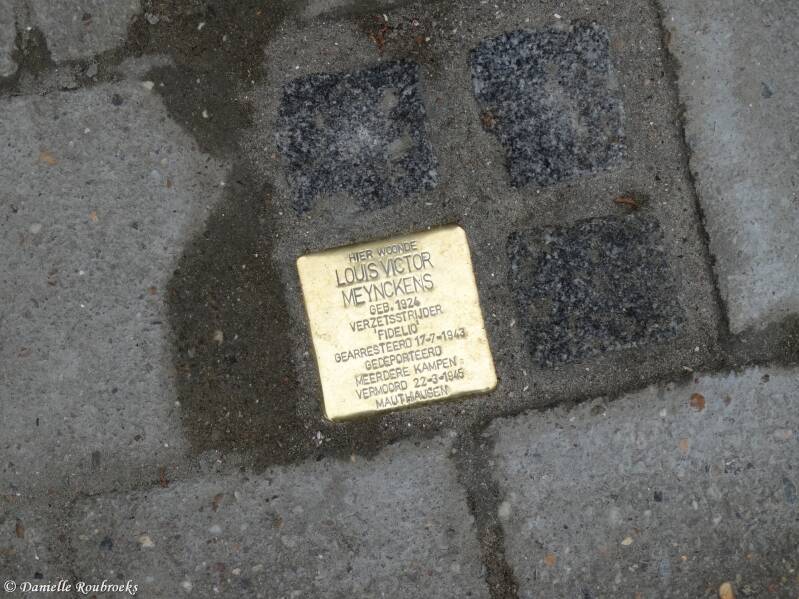 HIER WOONDE
LOUIS VICTOR
MEYNCKENS
GEB. 1924
VERZETSSTRIJDER
'FIDELIO'
GEARRESTEERD 17-7-1943
GEDEPORTEERD
MEERDERE KAMPEN
VERMOORD 22-3-1945
MAUTHAUSEN
© Danielle Roubroeks